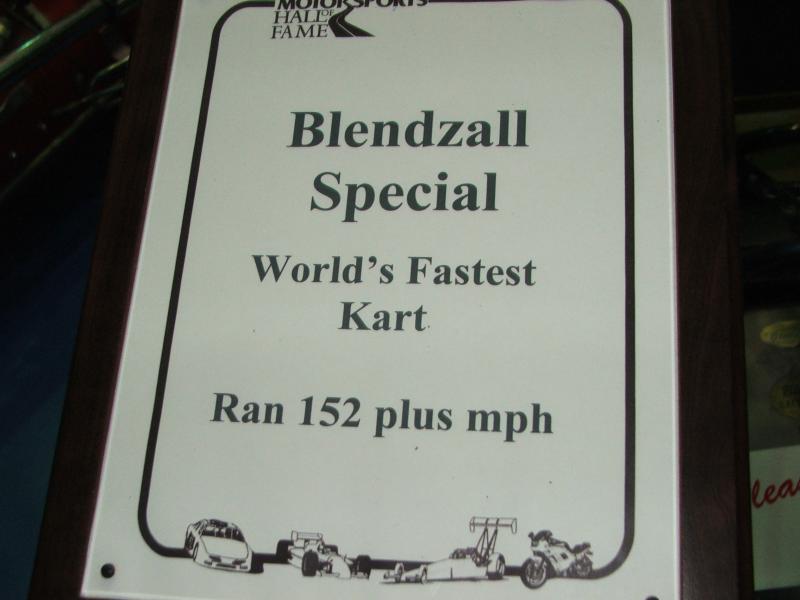 MOTORSPORTS
HALL OF
FAME
Blendzall
Special
World's Fastest
Kart
Ran 152 plus mph